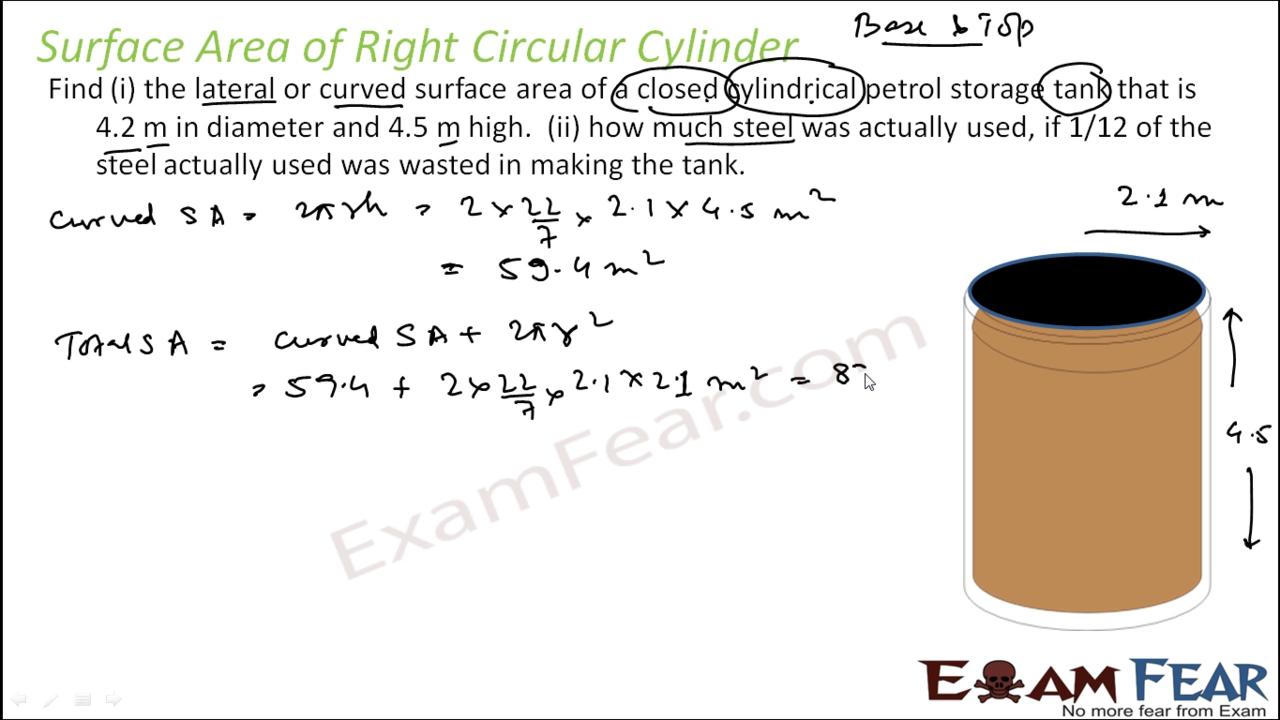 Base & Top
Surface Area of Right Circular Cylinder
Find (i) the lateral or curved surface area of a closed cylindrical petrol storage tank that is
4.2 m in diameter and 4.5 m high. (ii) how much steel was actually used, if 1/12 of the
steel actually used was wasted in making the tank.
Curved SA = 2πrh = 2 × 22/7 × 2.1 × 4.5 m²
= 59.4 m²
2.1 m
Total SA = Curved SA + 2πr²
= 59.4 + 2 × 22/7 × 2.1 × 2.1 m² = 87
4.5
ExamFear.com
EXAM FEAR
No more fear from Exam